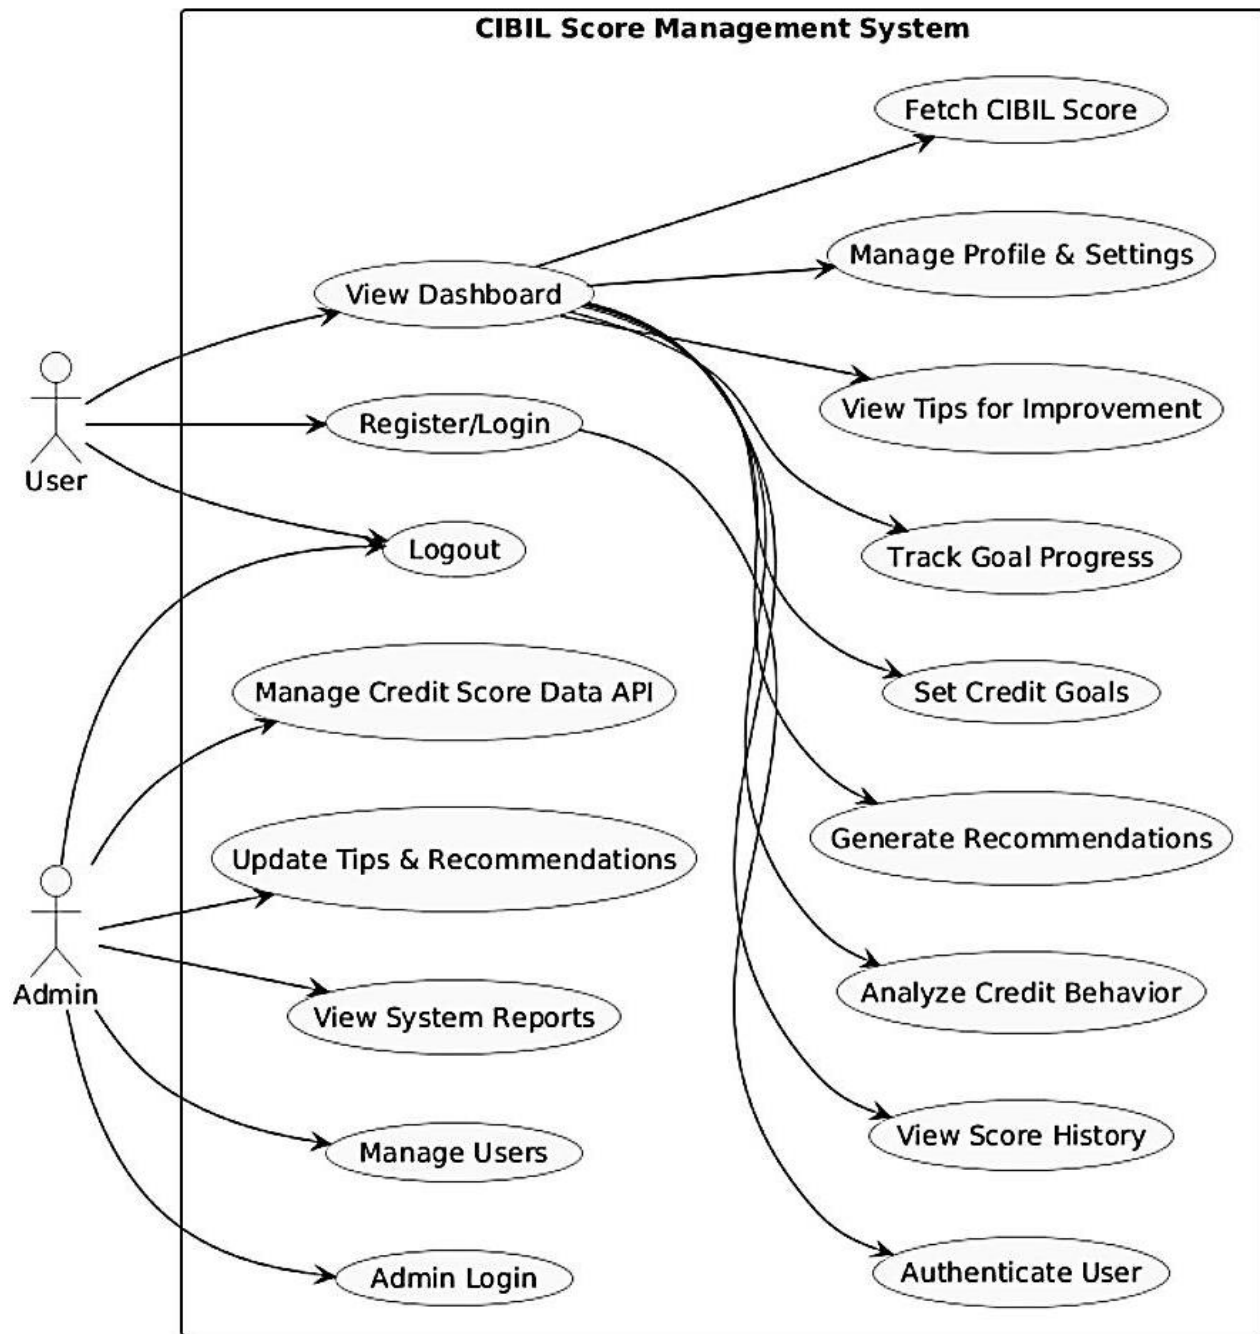 CIBIL Score Management System
Fetch CIBIL Score
Manage Profile & Settings
View Dashboard
View Tips for Improvement
Register/Login
User
Logout
Track Goal Progress
Manage Credit Score Data API
Set Credit Goals
Update Tips & Recommendations
Generate Recommendations
Admin
View System Reports
Analyze Credit Behavior
Manage Users
View Score History
Admin Login
Authenticate User